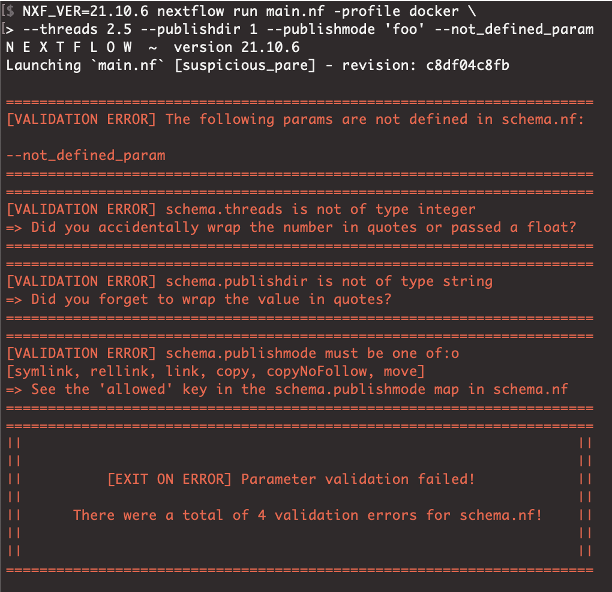 [$ NXF_VER=21.10.6 nextflow run main.nf -profile docker \
[> --threads 2.5 --publishdir 1 --publishmode 'foo' --not_defined_param
N E X T F L O W  ~  version 21.10.6
Launching `main.nf` [suspicious_pare] - revision: c8df04c8fb
======================================================================
[VALIDATION ERROR] The following params are not defined in schema.nf:
--not_defined_param
======================================================================
======================================================================
[VALIDATION ERROR] schema.threads is not of type integer
=> Did you accidentally wrap the number in quotes or passed a float?
======================================================================
======================================================================
[VALIDATION ERROR] schema.publishdir is not of type string
=> Did you forget to wrap the value in quotes?
======================================================================
======================================================================
[VALIDATION ERROR] schema.publishmode must be one of:o
[symlink, rellink, link, copy, copyNoFollow, move]
=> See the 'allowed' key in the schema.publishmode map in schema.nf
======================================================================
======================================================================
||                                                                  ||
||                                                                  ||
||          [EXIT ON ERROR] Parameter validation failed!            ||
||                                                                  ||
||      There were a total of 4 validation errors for schema.nf!    ||
||                                                                  ||
||                                                                  ||
======================================================================